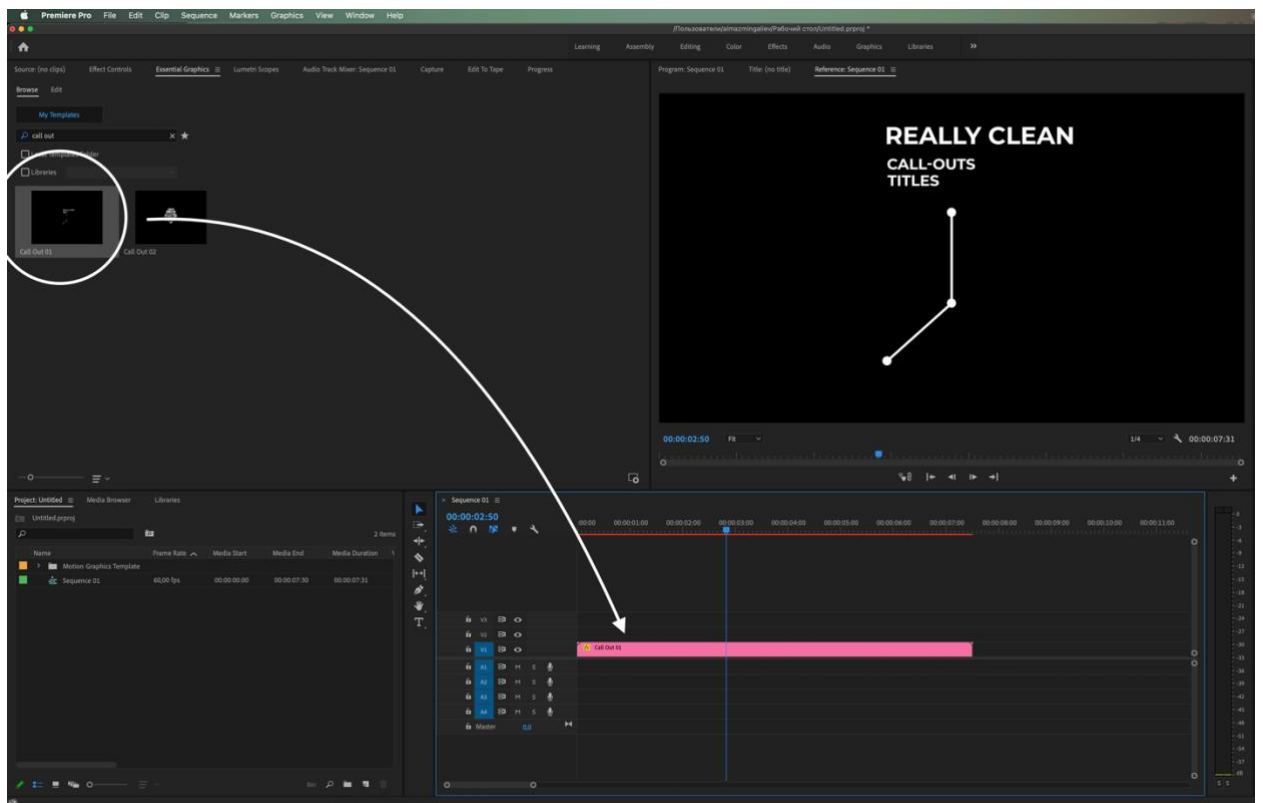 Premiere Pro File Edit Clip Sequence Markers Graphics View Window Help
/Пользователи/almazmingaliev/Рабочий стол/Untitled.prproj *
Learning Assembly Editing Color Effects Audio Graphics Libraries
Source: (no clips) Effect Controls Essential Graphics Lumetri Scopes Audio Track Mixer: Sequence 01 Capture Edit To Tape Progress
Program: Sequence 01 Title: (no title) Reference: Sequence 01
Browse Edit
My Templates
call out
Libraries
Call Out 01 Call Out 02
REALLY CLEAN
CALL-OUTS
TITLES
00:00:02:50 Fit 1/4 00:00:07:31
Project: Untitled Media Browser Libraries
Untitled.prproj
2 Items
Name Frame Rate Media Start Media End Media Duration
Motion Graphics Template
Sequence 01 60,00 fps 00:00:00:00 00:00:07:30 00:00:07:31
Sequence 01
00:00:02:50
:00:00 00:00:01:00 00:00:02:00 00:00:03:00 00:00:04:00 00:00:05:00 00:00:06:00 00:00:07:00 00:00:08:00 00:00:09:00 00:00:10:00 00:00:11:00
V3
V2
V1 fx Call Out 01
A1 M S
A2 M S
A3 M S
A4 M S
Master 0,0
S S